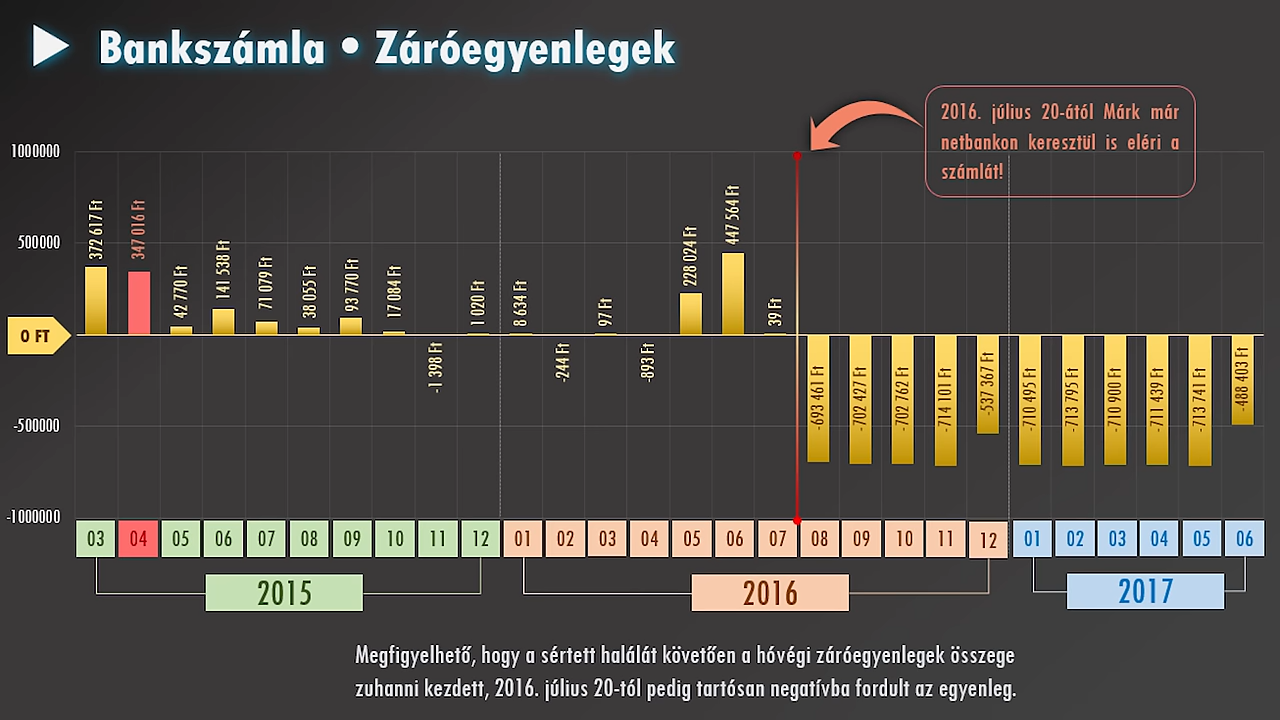 Bankszámla • Záróegyenlegek
2016. július 20-ától Márk már
netbankon keresztül is eléri a
számlát!
1000000
500000
0 FT
-500000
-1000000
372 617 Ft
347 016 Ft
42 770 Ft
141 538 Ft
71 079 Ft
38 055 Ft
93 770 Ft
17 084 Ft
-1 398 Ft
1 020 Ft
8 634 Ft
-244 Ft
97 Ft
-893 Ft
228 024 Ft
447 564 Ft
39 Ft
-693 461 Ft
-702 427 Ft
-702 762 Ft
-714 101 Ft
-537 367 Ft
-710 495 Ft
-713 795 Ft
-710 900 Ft
-711 439 Ft
-713 741 Ft
-488 403 Ft
03 04 05 06 07 08 09 10 11 12 01 02 03 04 05 06 07 08 09 10 11 12 01 02 03 04 05 06
2015 2016 2017
Megfigyelhető, hogy a sértett halálát követően a hóvégi záróegyenlegek összege
zuhanni kezdett, 2016. július 20-tól pedig tartósan negatívba fordult az egyenleg.